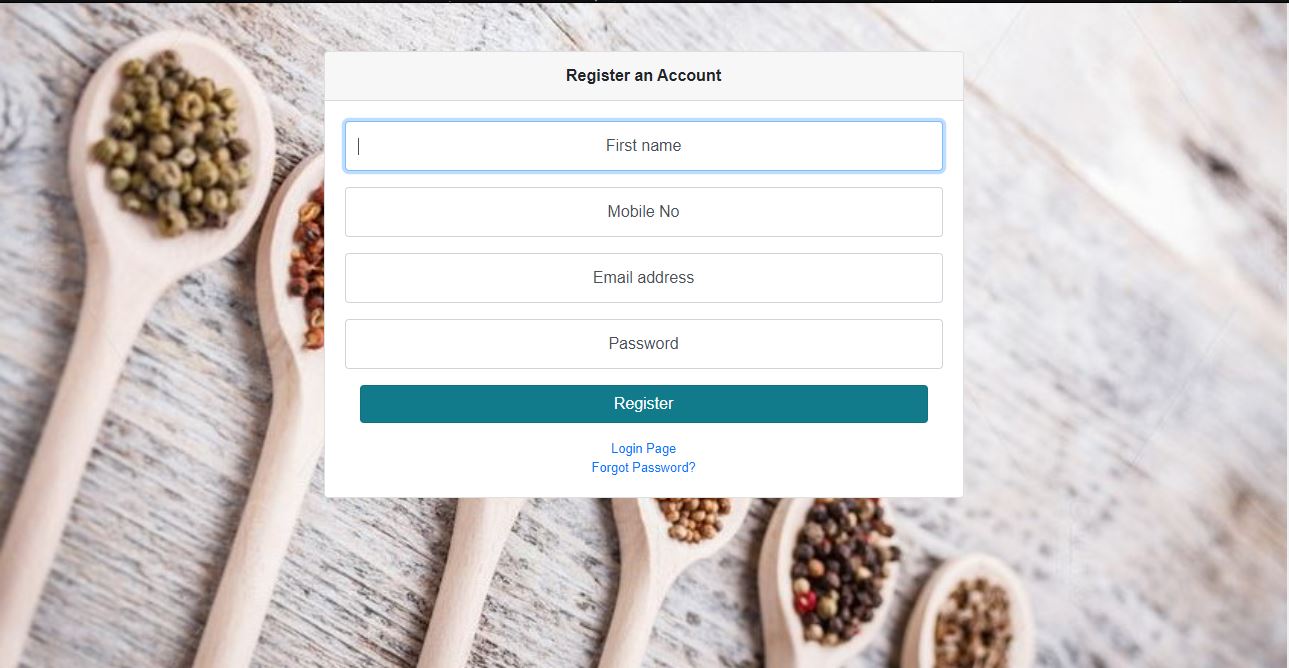 Register an Account
First name
Mobile No
Email address
Password
Register
Login Page
Forgot Password?